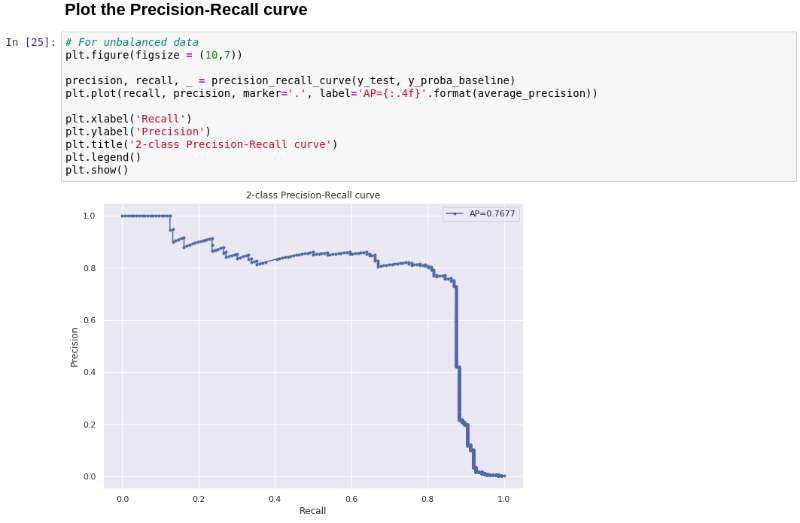 Plot the Precision-Recall curve
In [25]:
# For unbalanced data
plt.figure(figsize = (10,7))
precision, recall, _ = precision_recall_curve(y_test, y_proba_baseline)
plt.plot(recall, precision, marker='.', label='AP={:.4f}'.format(average_precision))
plt.xlabel('Recall')
plt.ylabel('Precision')
plt.title('2-class Precision-Recall curve')
plt.legend()
plt.show()
2-class Precision-Recall curve
AP=0.7677
1.0
0.8
0.6
0.4
0.2
0.0
Precision
0.0 0.2 0.4 0.6 0.8 1.0
Recall